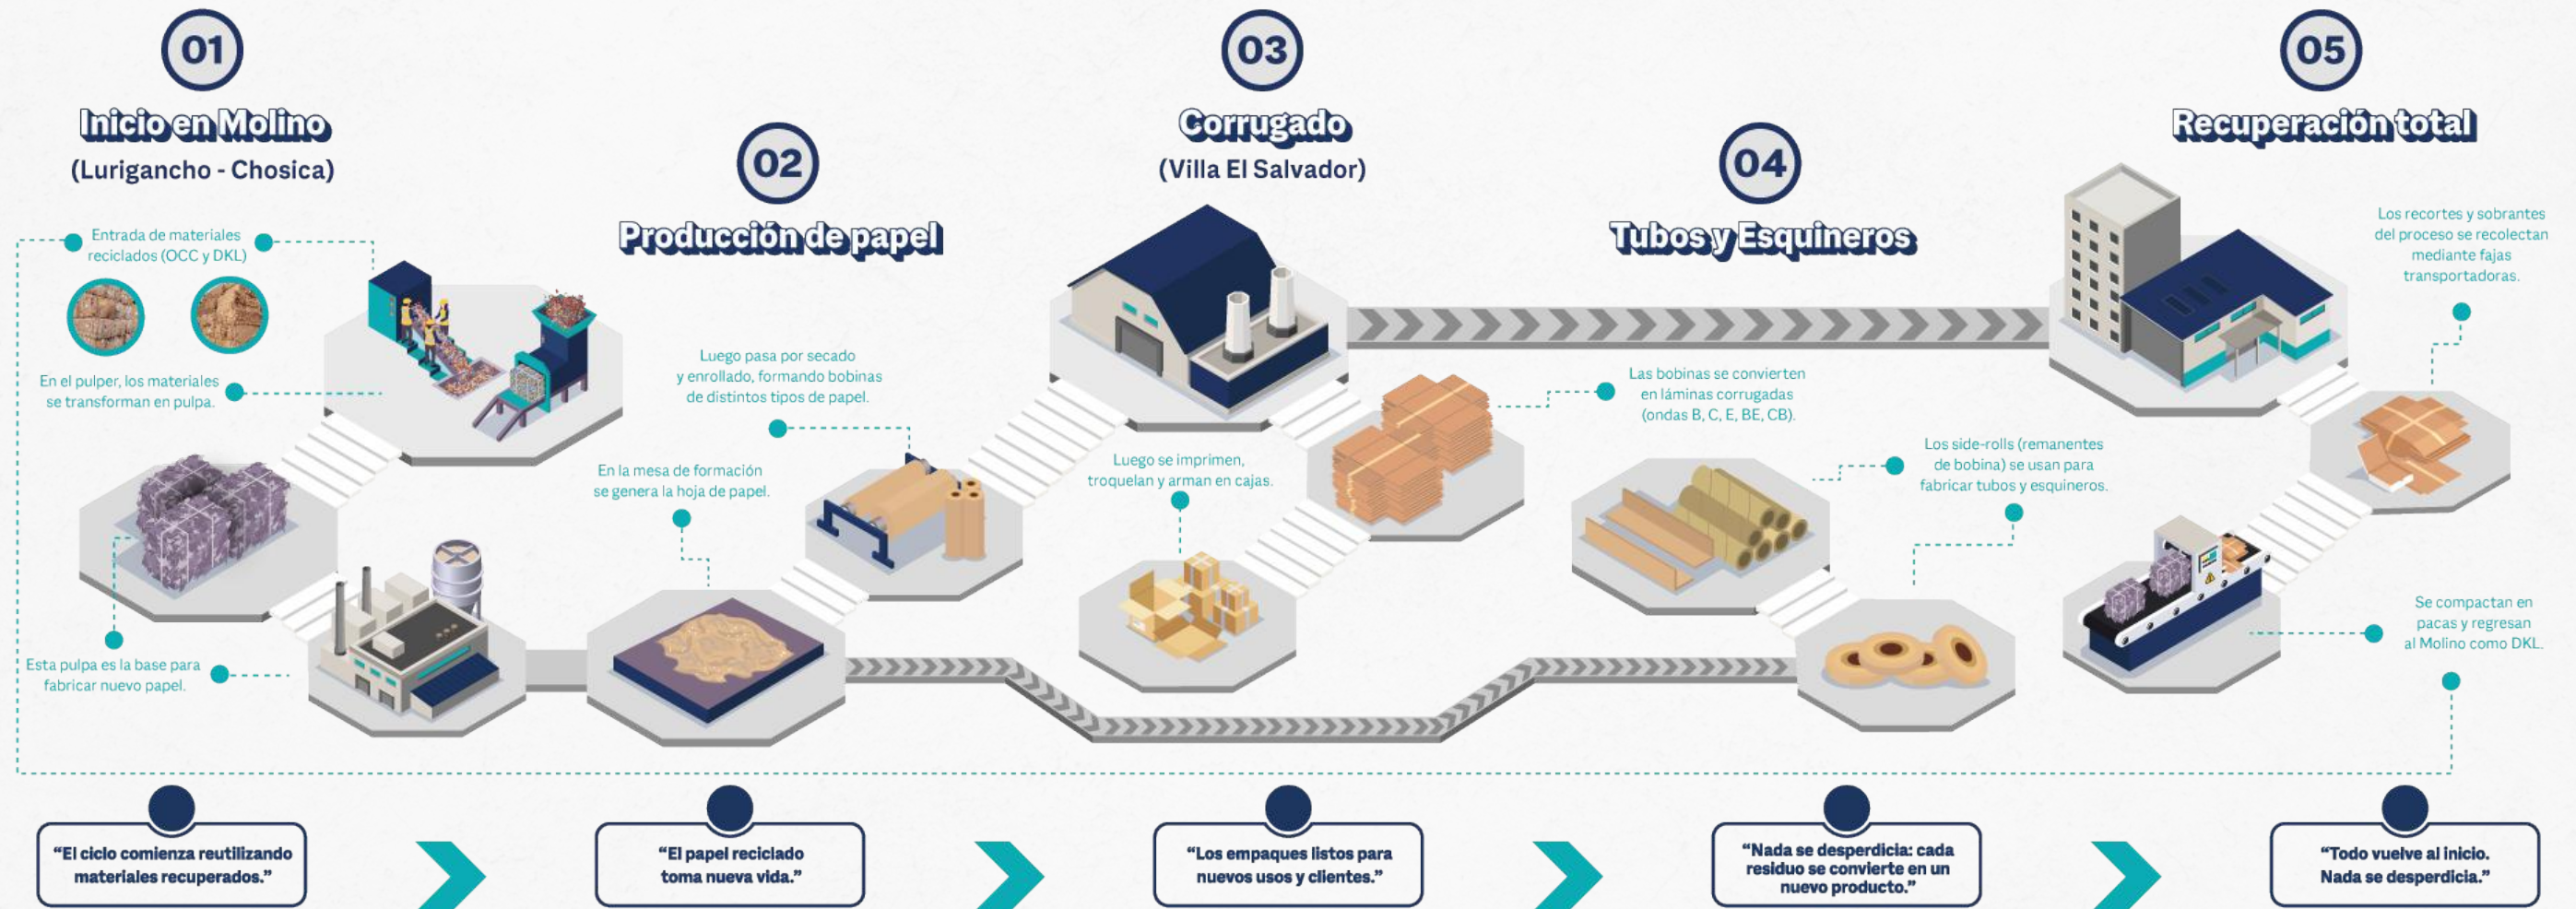 01
Inicio en Molino
(Lurigancho - Chosica)
Entrada de materiales
reciclados (OCC y DKL)
En el pulper, los materiales
se transforman en pulpa.
Esta pulpa es la base para
fabricar nuevo papel.
02
Producción de papel
Luego pasa por secado
y enrollado, formando bobinas
de distintos tipos de papel.
En la mesa de formación
se genera la hoja de papel.
03
Corrugado
(Villa El Salvador)
Las bobinas se convierten
en láminas corrugadas
(ondas B, C, E, BE, CB).
Luego se imprimen,
troquelan y arman en cajas.
04
Tubos y Esquineros
Los side-rolls (remanentes
de bobina) se usan para
fabricar tubos y esquineros.
05
Recuperación total
Los recortes y sobrantes
del proceso se recolectan
mediante fajas
transportadoras.
Se compactan en
pacas y regresan
al Molino como DKL.
“El ciclo comienza reutilizando
materiales recuperados.”
“El papel reciclado
toma nueva vida.”
“Los empaques listos para
nuevos usos y clientes.”
“Nada se desperdicia: cada
residuo se convierte en un
nuevo producto.”
“Todo vuelve al inicio.
Nada se desperdicia.”